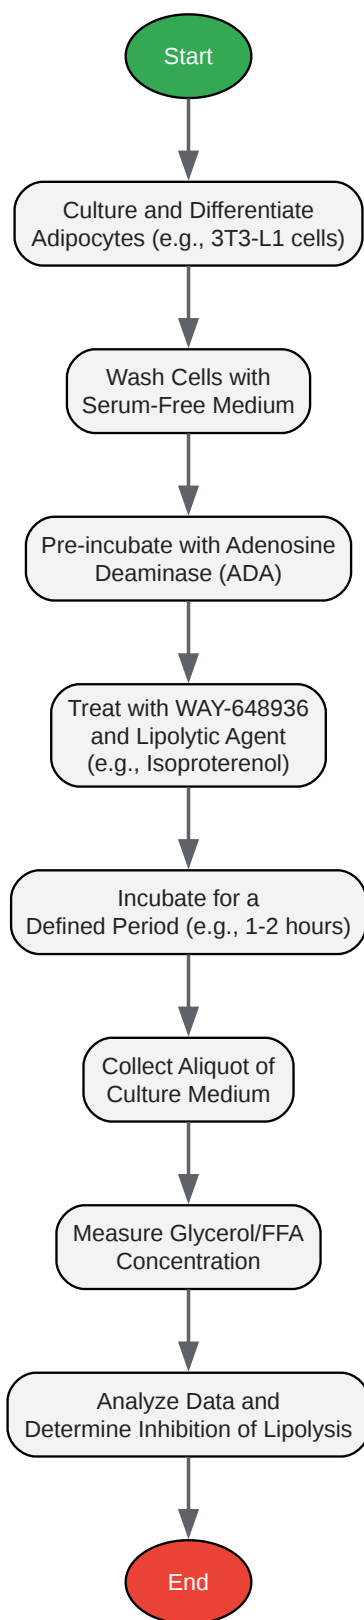 Start
Culture and Differentiate
Adipocytes (e.g., 3T3-L1 cells)
Wash Cells with
Serum-Free Medium
Pre-incubate with Adenosine
Deaminase (ADA)
Treat with WAY-648936
and Lipolytic Agent
(e.g., Isoproterenol)
Incubate for a
Defined Period (e.g., 1-2 hours)
Collect Aliquot of
Culture Medium
Measure Glycerol/FFA
Concentration
Analyze Data and
Determine Inhibition of Lipolysis
End